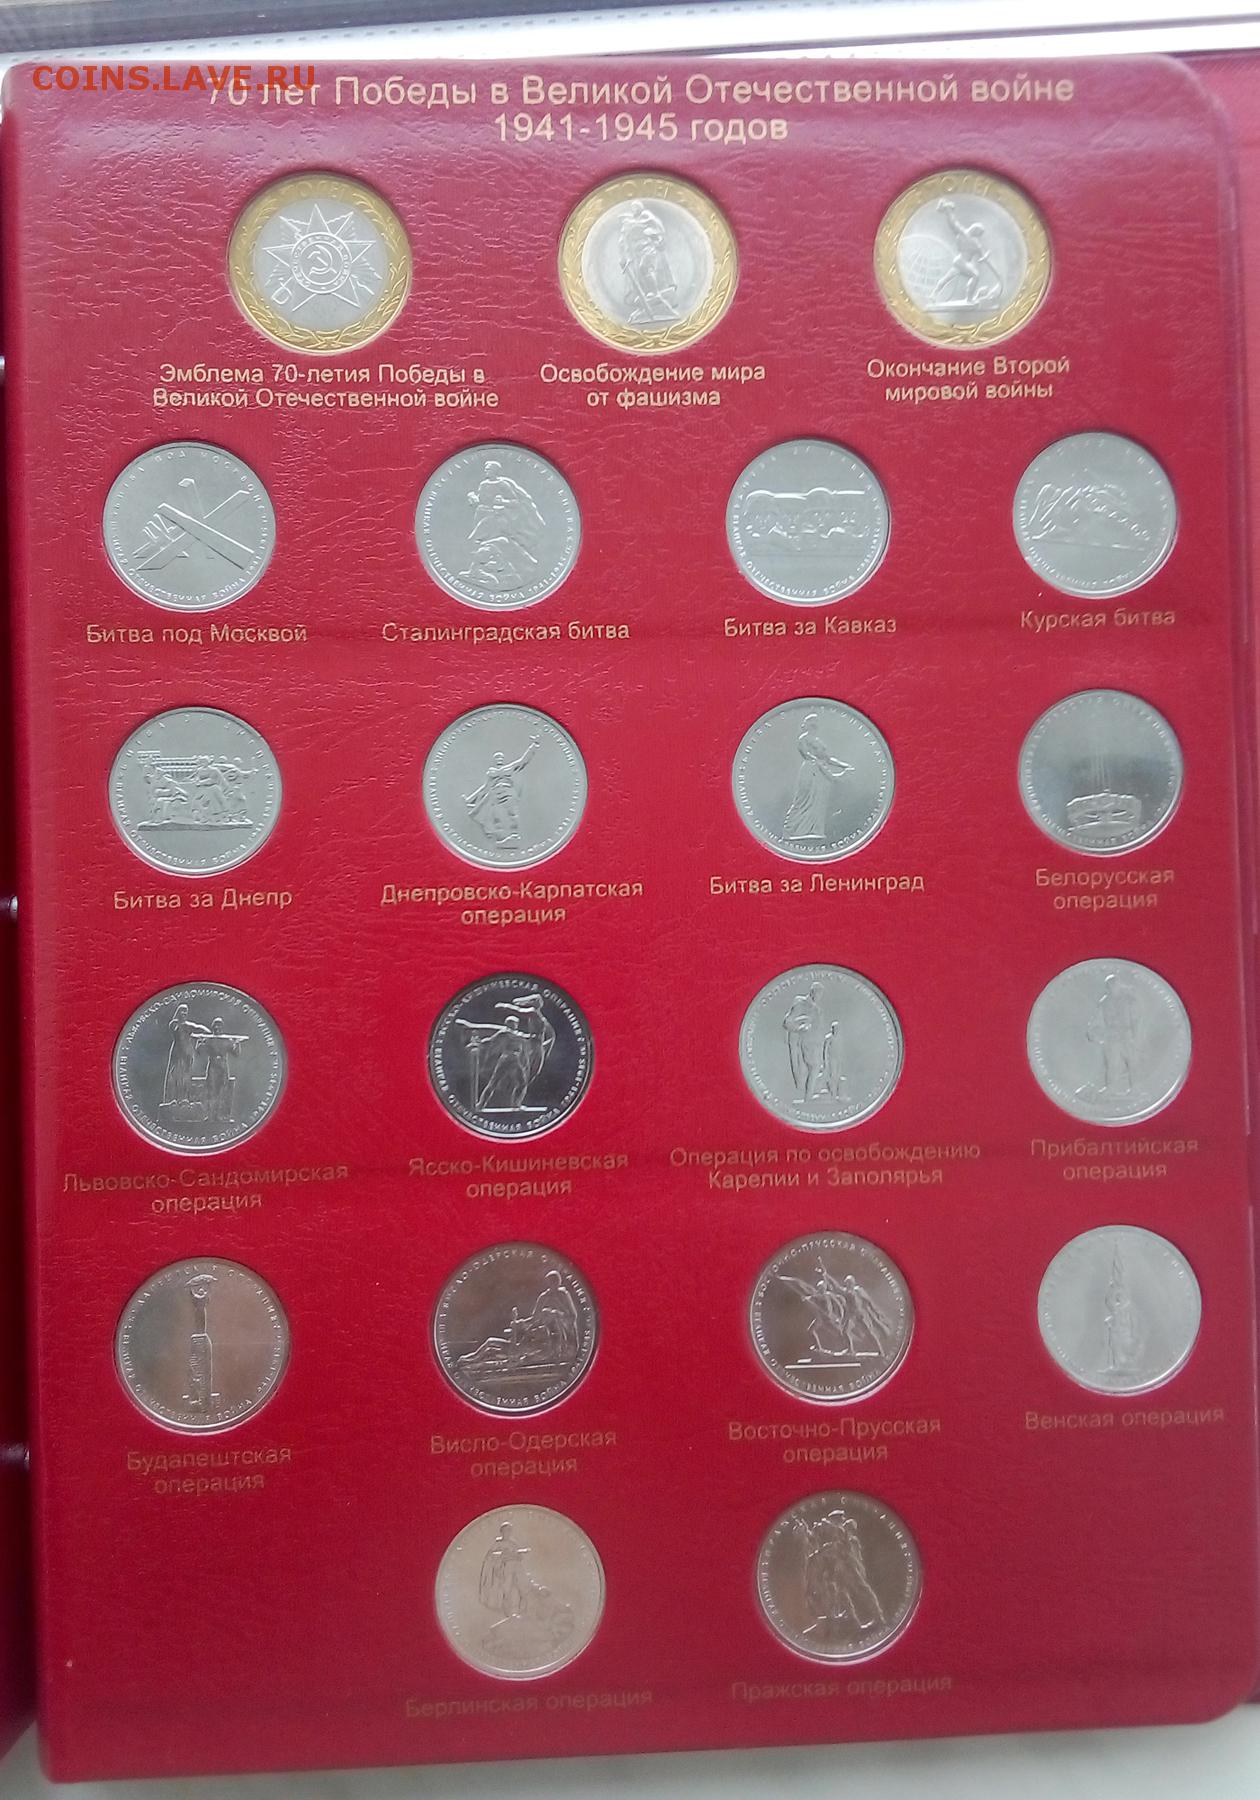 COINS.LAVE.RU
70 лет Победы в Великой Отечественной войне
1941-1945 годов
Эмблема 70-летия Победы в
Великой Отечественной войне
Освобождение мира
от фашизма
Окончание Второй
мировой войны
Битва под Москвой
Сталинградская битва
Битва за Кавказ
Курская битва
Битва за Днепр
Днепровско-Карпатская
операция
Битва за Ленинград
Белорусская
операция
Львовско-Сандомирская
операция
Ясско-Кишиневская
операция
Операция по освобождению
Карелии и Заполярья
Прибалтийская
операция
Будапештская
операция
Висло-Одерская
операция
Восточно-Прусская
операция
Венская операция
Берлинская операция
Пражская операция